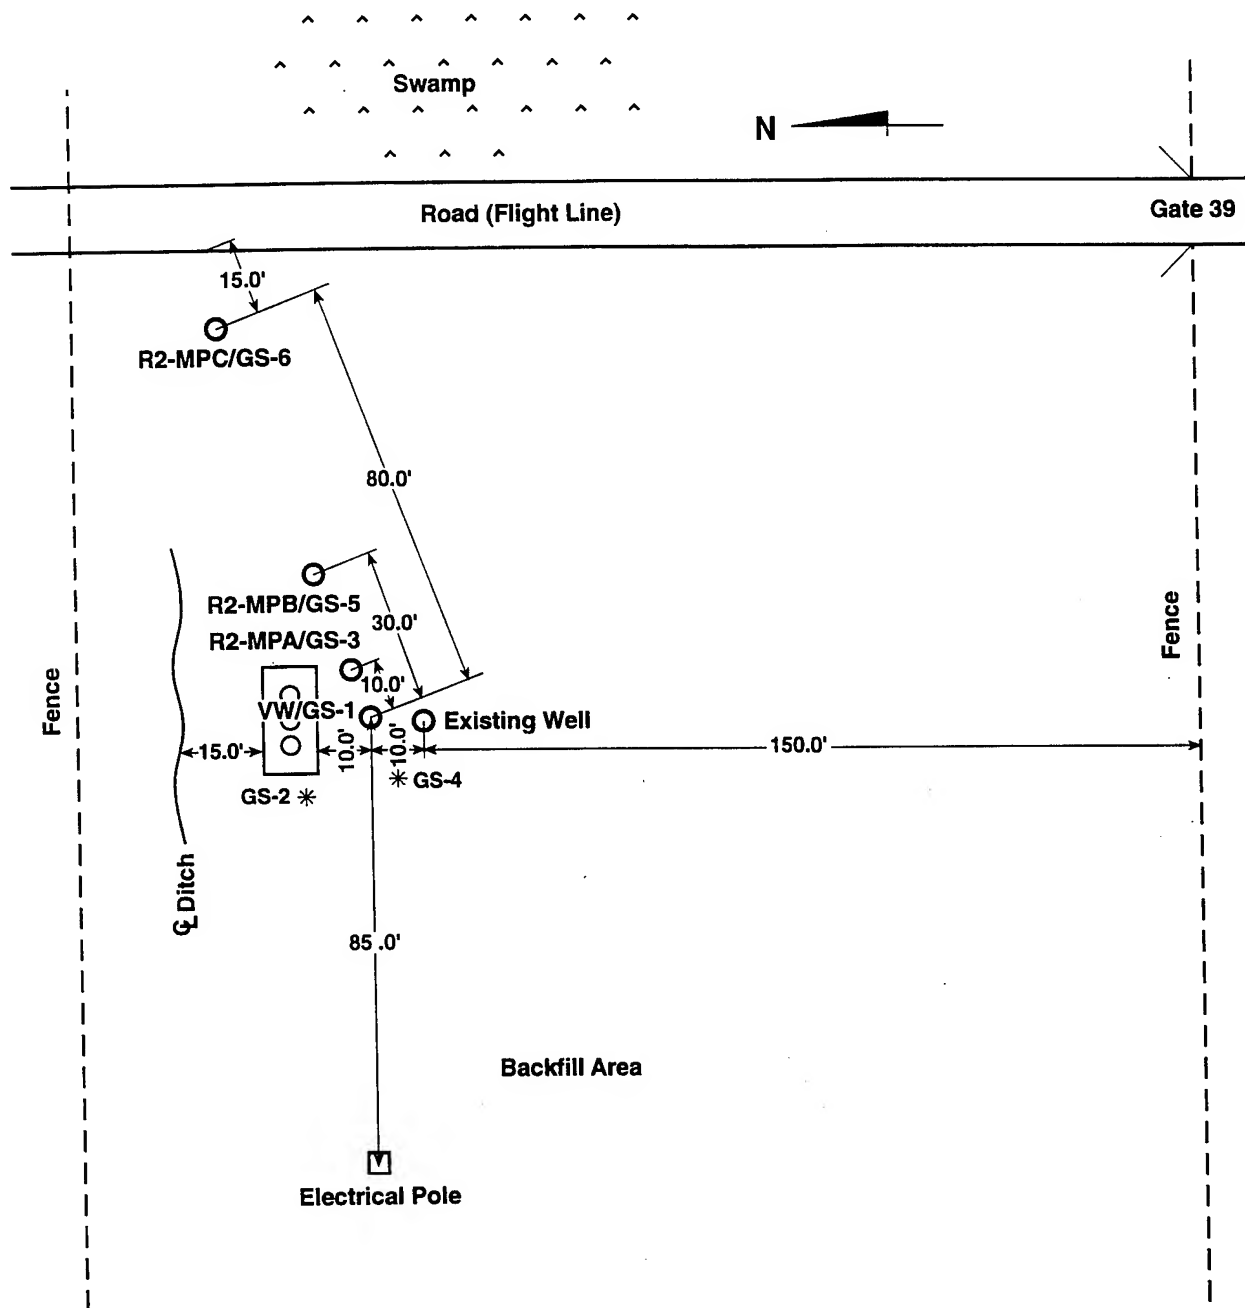 Swamp
N
Road (Flight Line)
Gate 39
15.0'
R2-MPC/GS-6
80.0'
R2-MPB/GS-5
30.0'
R2-MPA/GS-3
10.0'
VW/GS-1
Existing Well
Fence
Fence
15.0'
10.0'
10.0'
150.0'
GS-2
GS-4
℄ Ditch
85 .0'
Backfill Area
Electrical Pole